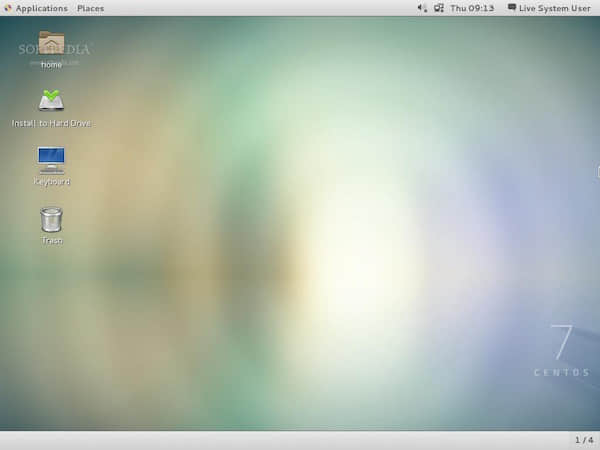 Applications Places Thu 09:13 Live System User
SOFTPEDIA
home
Install to Hard Drive
Keyboard
Trash
7
CENTOS
1 / 4